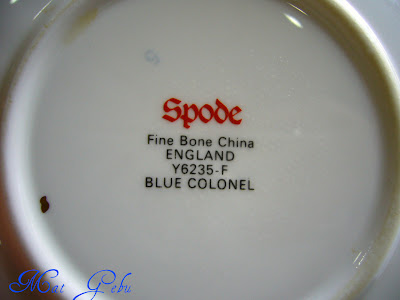 Spode
Fine Bone China
ENGLAND
Y6235-F
BLUE COLONEL
Mat Gebu